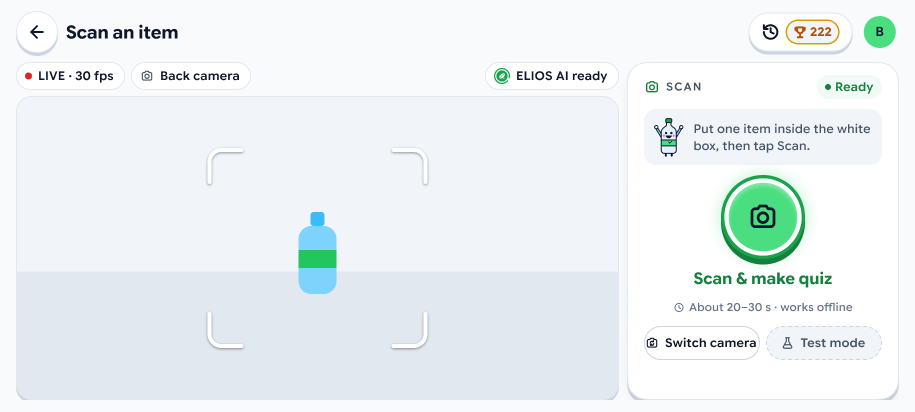 Scan an item
222
B
LIVE · 30 fps
Back camera
ELIOS AI ready
SCAN
Ready
Put one item inside the white
box, then tap Scan.
Scan & make quiz
About 20–30 s · works offline
Switch camera
Test mode